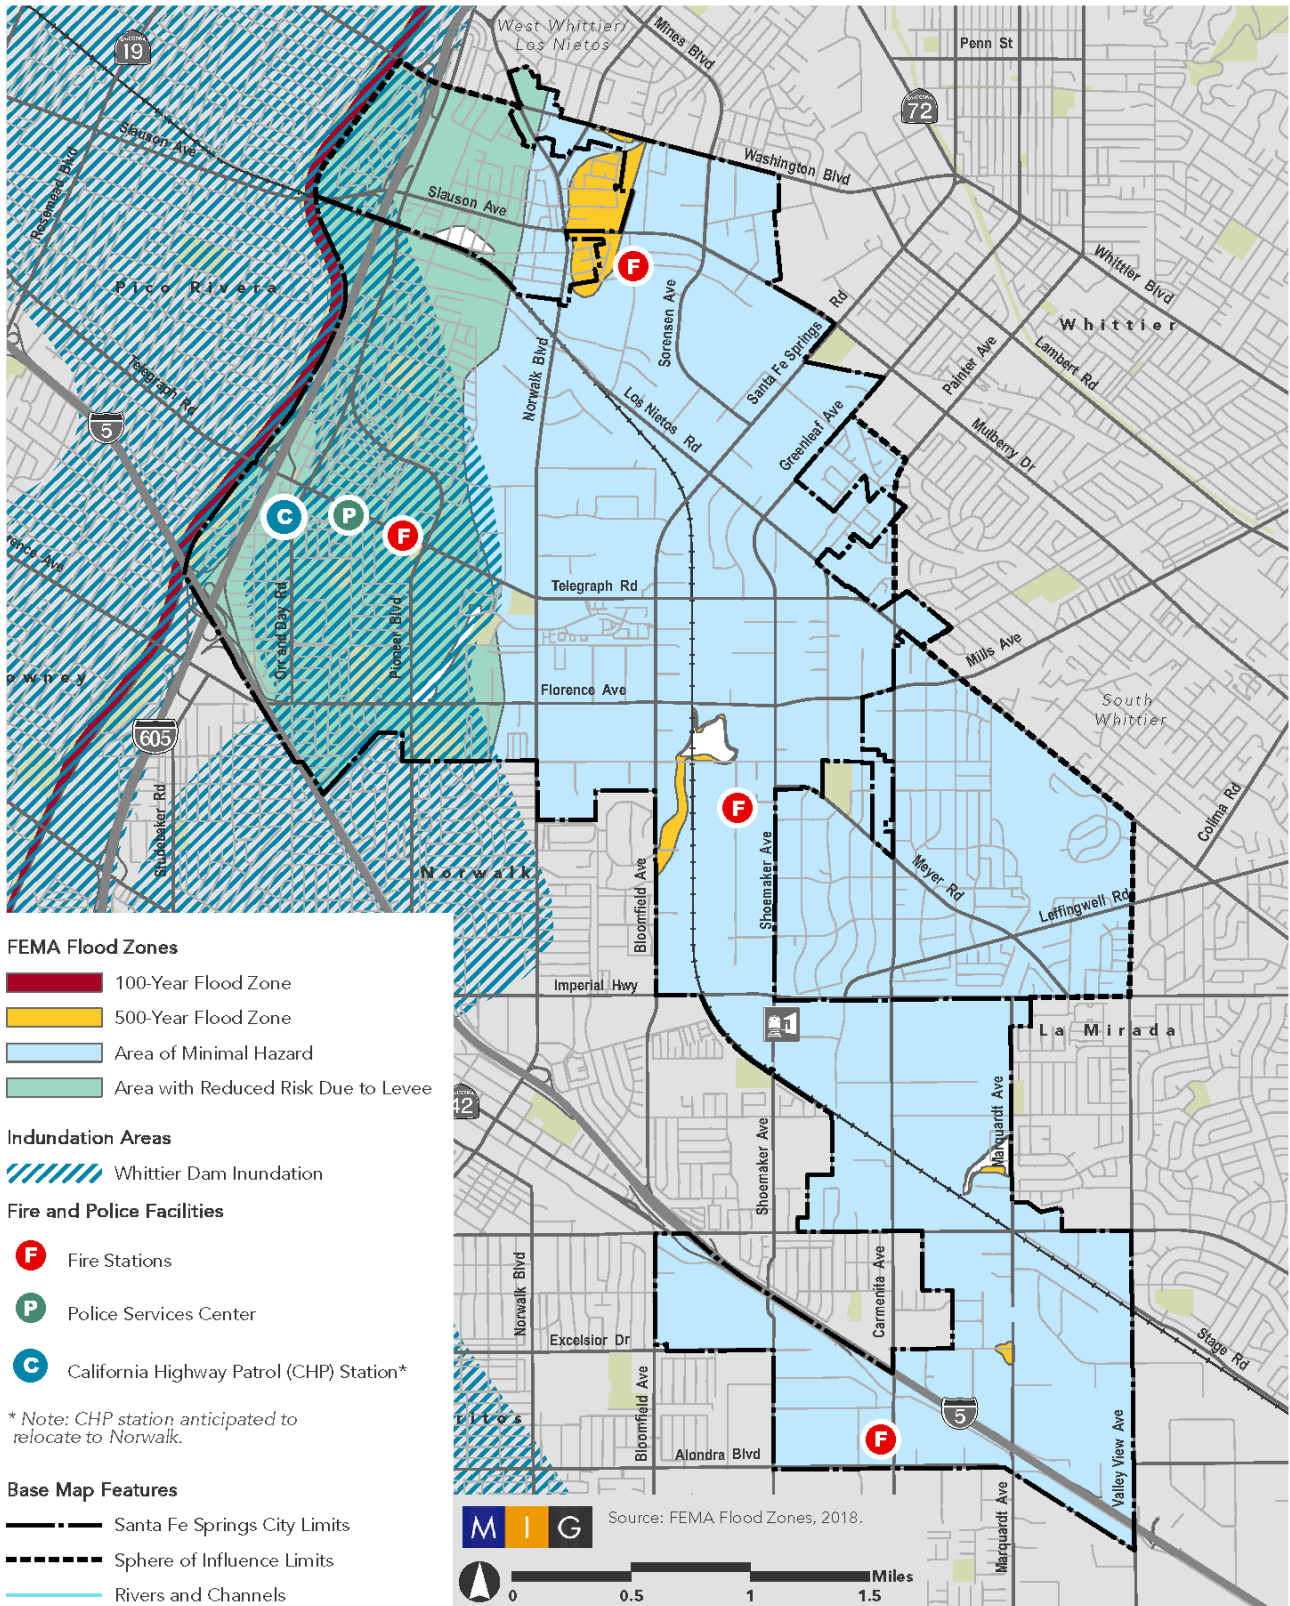 West Whittier/
Los Nietos
Mines Blvd
Penn St
19
72
Slauson Ave
Rosemead Blvd
Washington Blvd
Slauson Ave
Whittier Blvd
Pico Rivera
Sorensen Ave
Santa Fe Springs Rd
Whittier
Painter Ave
Lambert Rd
Telegraph Rd
Norwalk Blvd
Los Nietos Rd
Greenleaf Ave
Mulberry Dr
5
C
P
F
F
rence Ave
Telegraph Rd
Orr and Day Rd
Pioneer Blvd
Mills Ave
owney
Florence Ave
South
Whittier
605
Studebaker Rd
F
Colima Rd
Norwalk
Bloomfield Ave
Shoemaker Ave
Meyer Rd
Leffingwell Rd
Imperial Hwy
La Mirada
42
Marquardt Ave
Shoemaker Ave
Norwalk Blvd
Carmenita Ave
Excelsior Dr
Stage Rd
Bloomfield Ave
ritos
5
F
Valley View Ave
Alondra Blvd
Marquardt Ave
FEMA Flood Zones
100-Year Flood Zone
500-Year Flood Zone
Area of Minimal Hazard
Area with Reduced Risk Due to Levee
Indundation Areas
Whittier Dam Inundation
Fire and Police Facilities
F Fire Stations
P Police Services Center
C California Highway Patrol (CHP) Station*
* Note: CHP station anticipated to
relocate to Norwalk.
Base Map Features
Santa Fe Springs City Limits
Sphere of Influence Limits
Rivers and Channels
M I G
Source: FEMA Flood Zones, 2018.
0 0.5 1 1.5 Miles